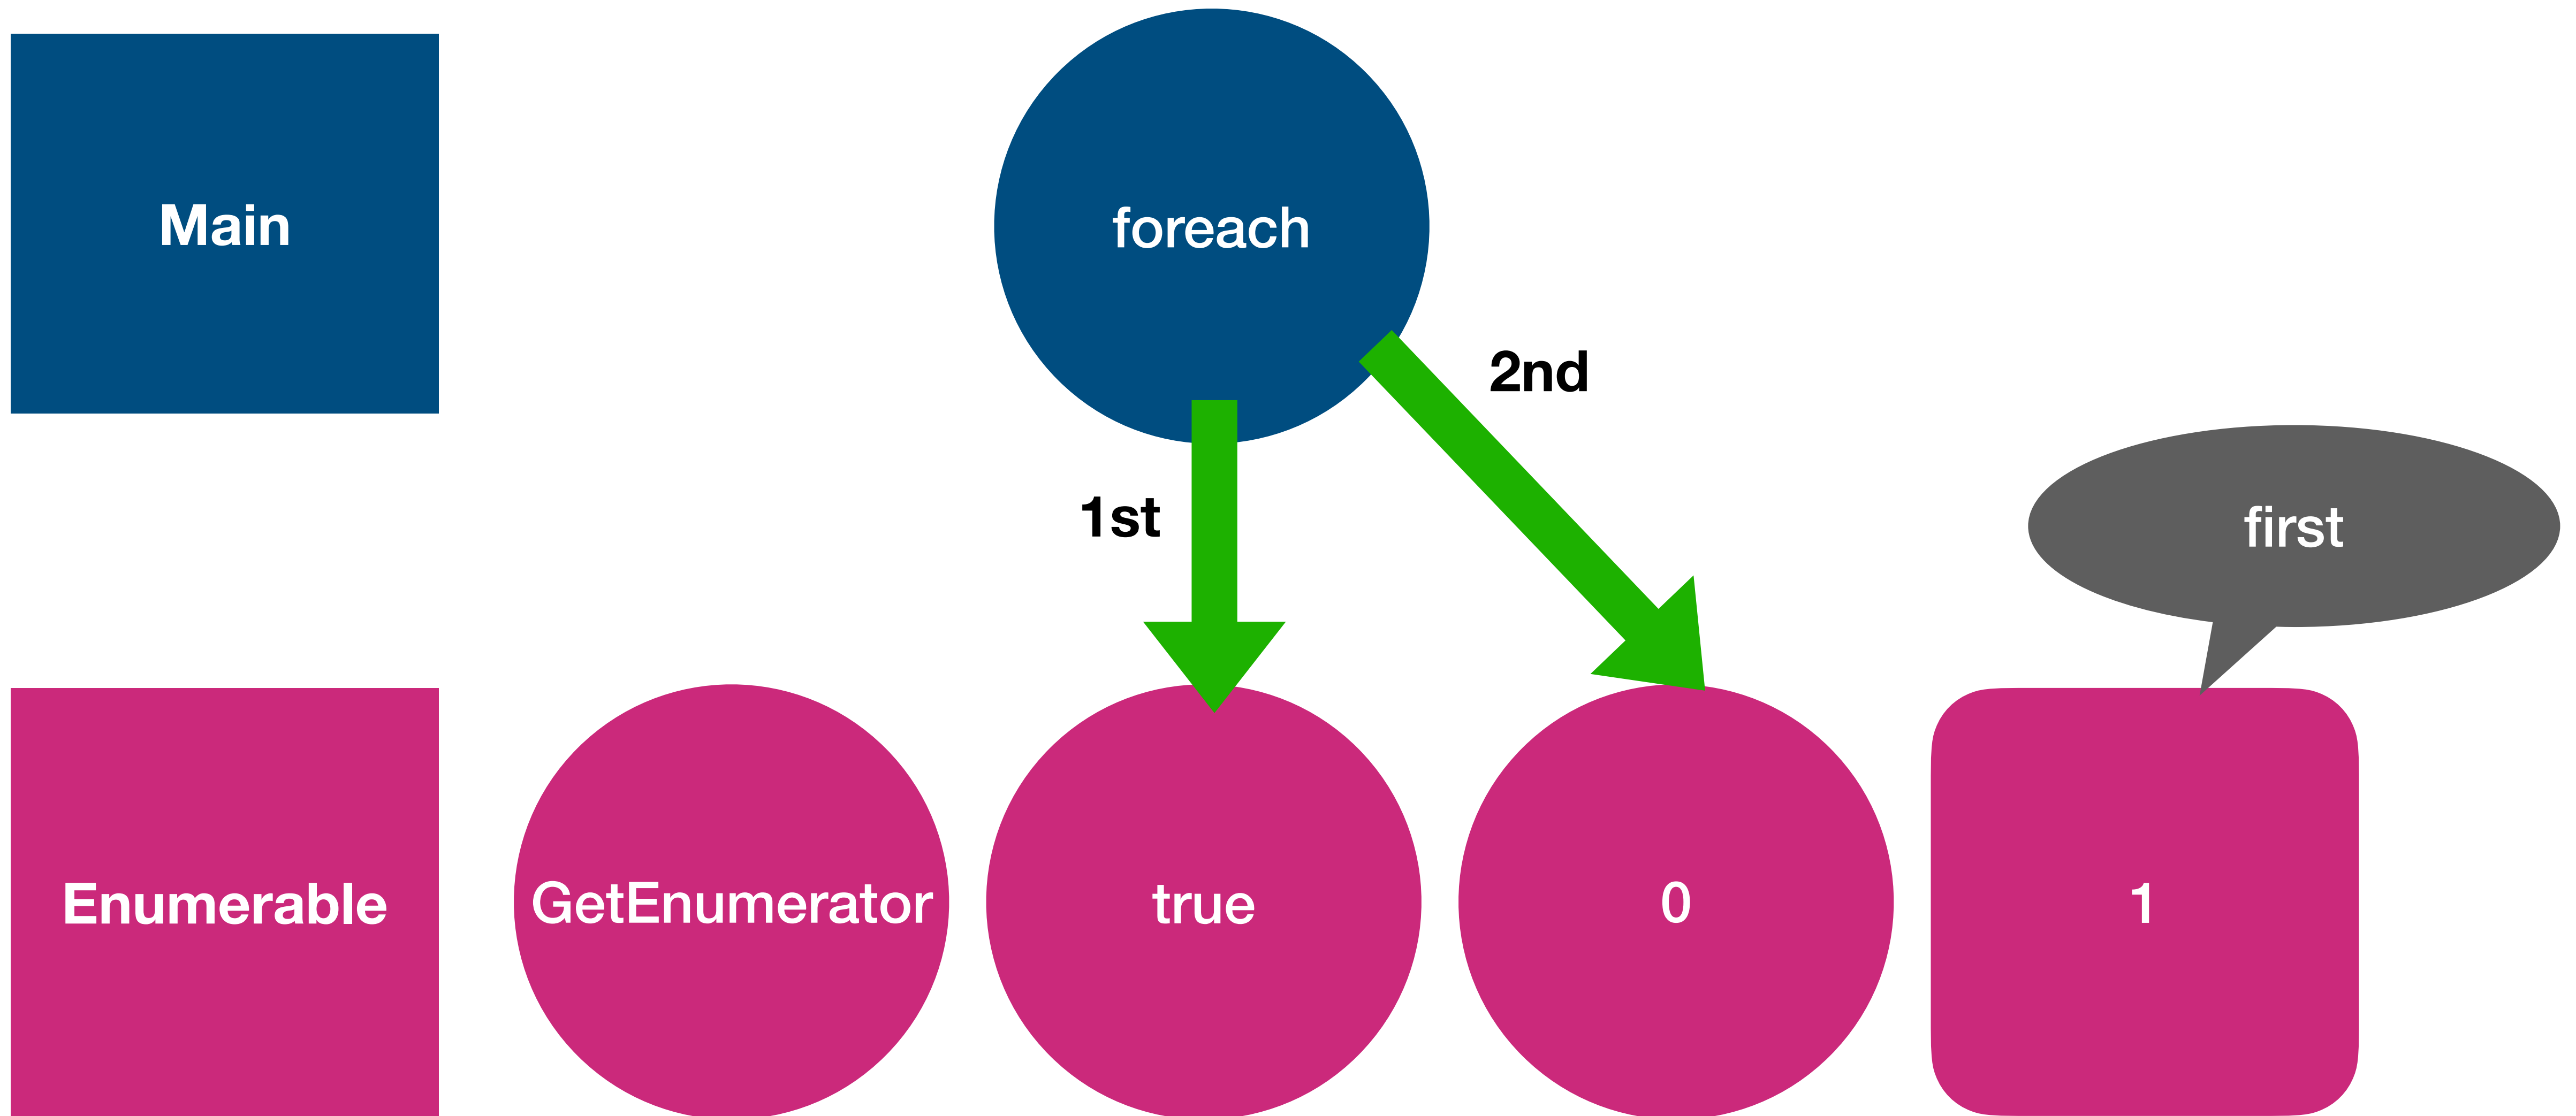 Main
foreach
2nd
1st
first
Enumerable
GetEnumerator
true
0
1